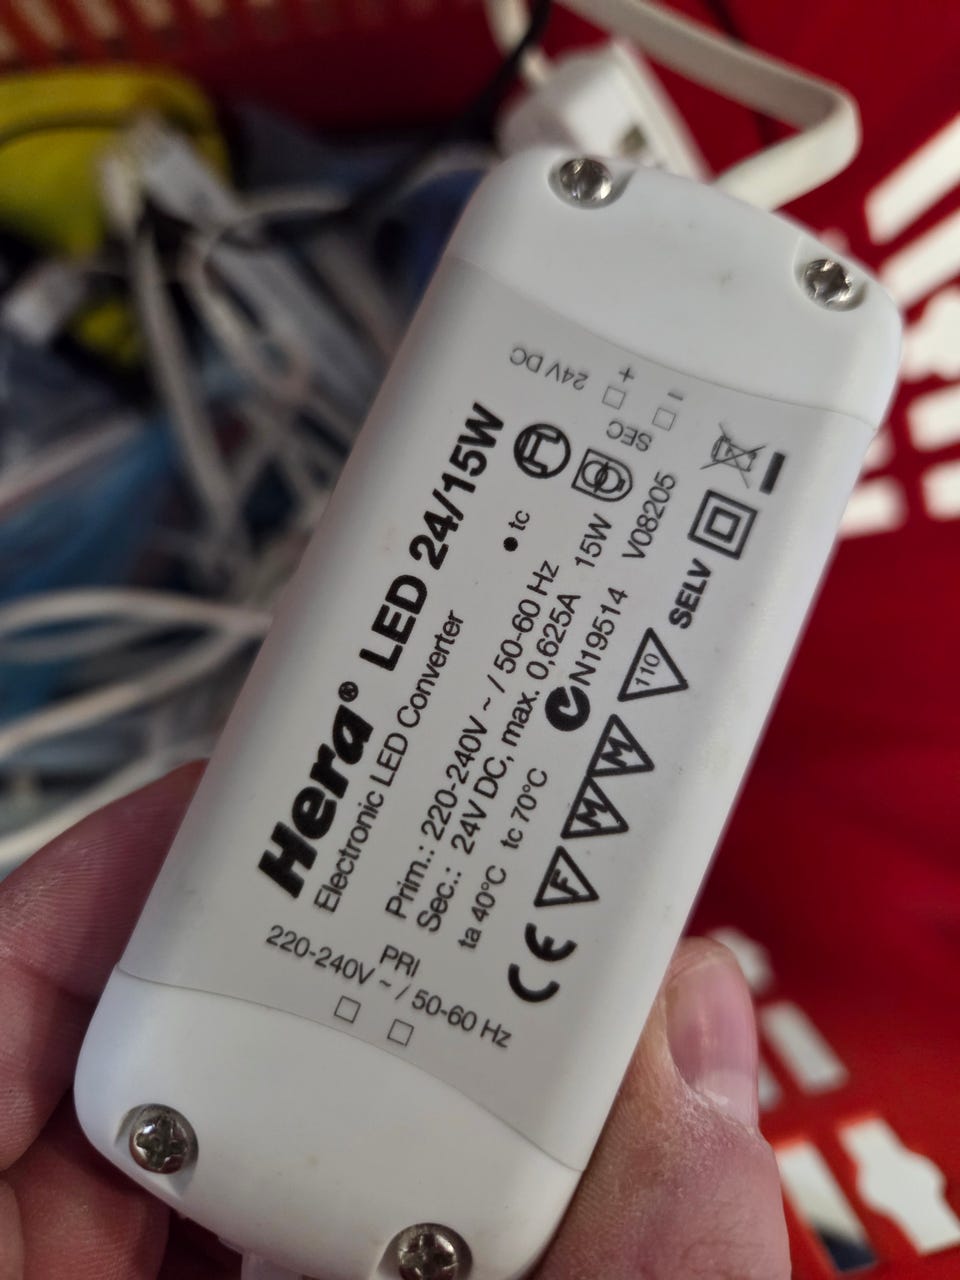 Hera® LED 24/15W
Electronic LED Converter
• tc
Prim.: 220-240V ~ / 50-60 Hz
Sec.: 24V DC, max. 0,625A 15W
ta 40°C tc 70°C
N19514 V08205
CE F M M 110 SELV
220-240V ~ / 50-60 Hz
PRI
24V DC
+ -
SEC